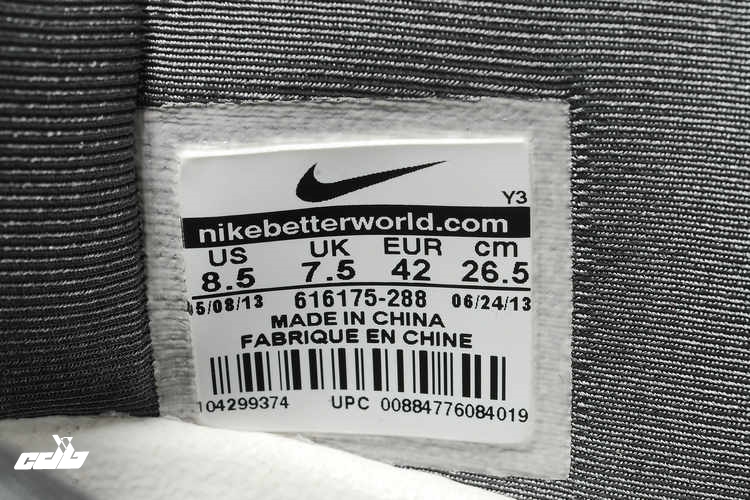 Y3
nikebetterworld.com
US UK EUR cm
8.5 7.5 42 26.5
05/08/13 616175-288 06/24/13
MADE IN CHINA
FABRIQUE EN CHINE
104299374 UPC 00884776084019
cdb